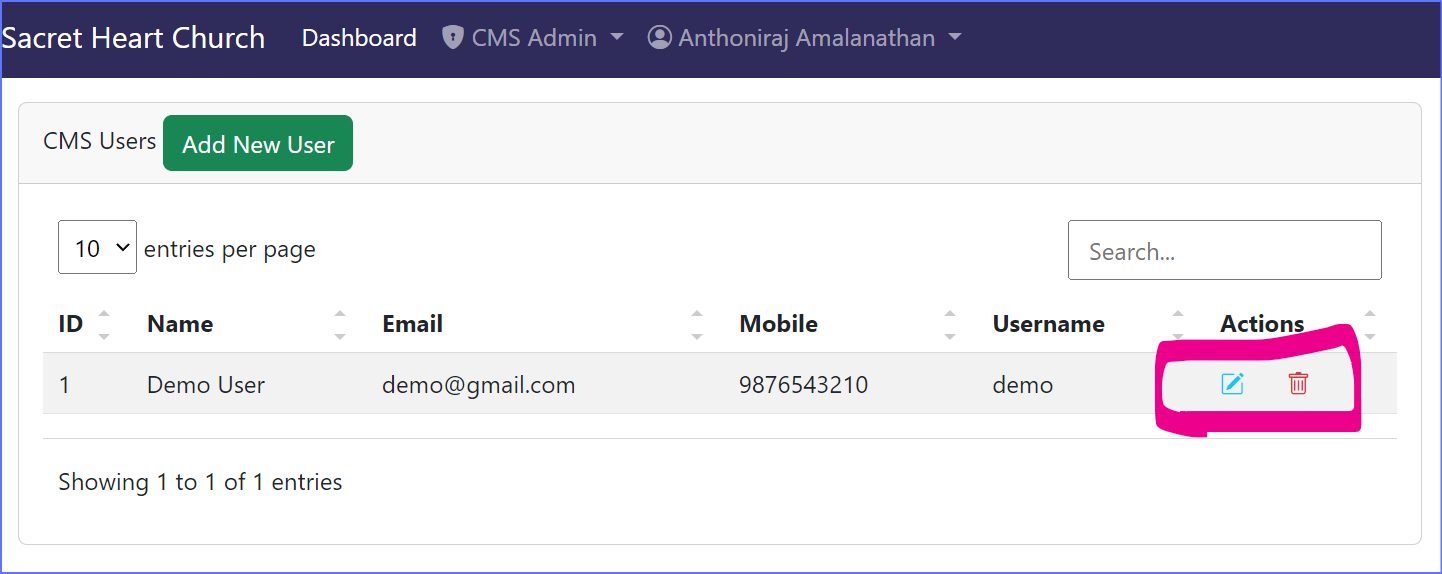 Sacret Heart Church Dashboard CMS Admin Anthoniraj Amalanathan
CMS Users Add New User
10 entries per page Search...
ID Name Email Mobile Username Actions
1 Demo User demo@gmail.com 9876543210 demo
Showing 1 to 1 of 1 entries